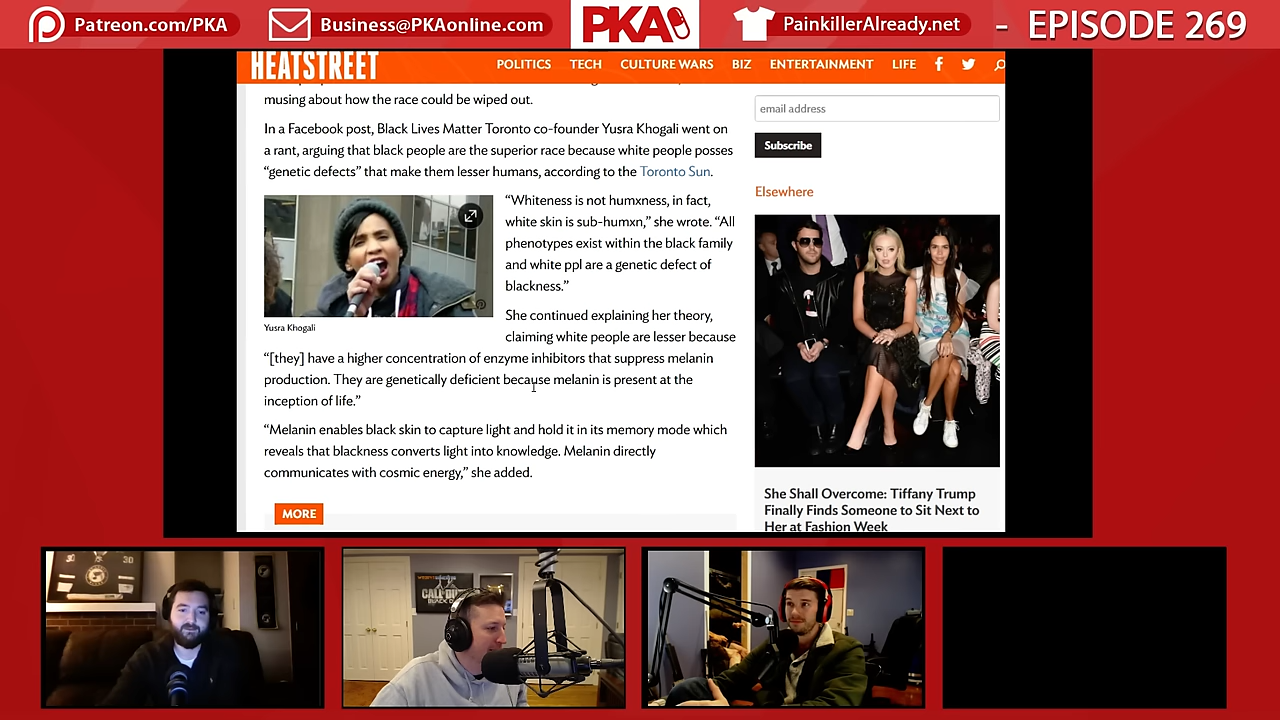 Patreon.com/PKA
Business@PKAonline.com
PKA
PainkillerAlready.net
- EPISODE 269
HEATSTREET
POLITICS TECH CULTURE WARS BIZ ENTERTAINMENT LIFE
musing about how the race could be wiped out.
In a Facebook post, Black Lives Matter Toronto co-founder Yusra Khogali went on
a rant, arguing that black people are the superior race because white people posses
“genetic defects” that make them lesser humans, according to the Toronto Sun.
“Whiteness is not humxness, in fact,
white skin is sub-humxn,” she wrote. “All
phenotypes exist within the black family
and white ppl are a genetic defect of
blackness.”
Yusra Khogali
She continued explaining her theory,
claiming white people are lesser because
“[they] have a higher concentration of enzyme inhibitors that suppress melanin
production. They are genetically deficient because melanin is present at the
inception of life.”
“Melanin enables black skin to capture light and hold it in its memory mode which
reveals that blackness converts light into knowledge. Melanin directly
communicates with cosmic energy,” she added.
MORE
email address
Subscribe
Elsewhere
She Shall Overcome: Tiffany Trump
Finally Finds Someone to Sit Next to
Her at Fashion Week
CALL OF DUTY
BLACK OPS